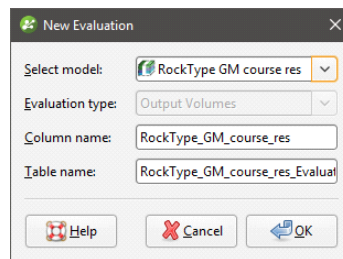 New Evaluation
Select model: RockType GM course res
Evaluation type: Output Volumes
Column name: RockType_GM_course_res
Table name: RockType_GM_course_res_Evaluat
Help Cancel OK